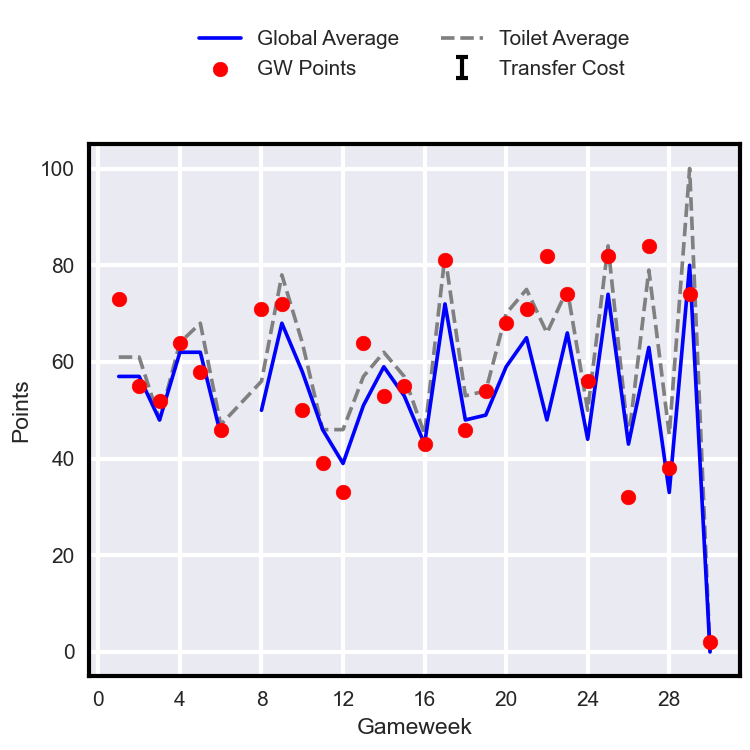 Global Average
Toilet Average
GW Points
Transfer Cost
100
80
60
40
20
0
Points
0 4 8 12 16 20 24 28
Gameweek